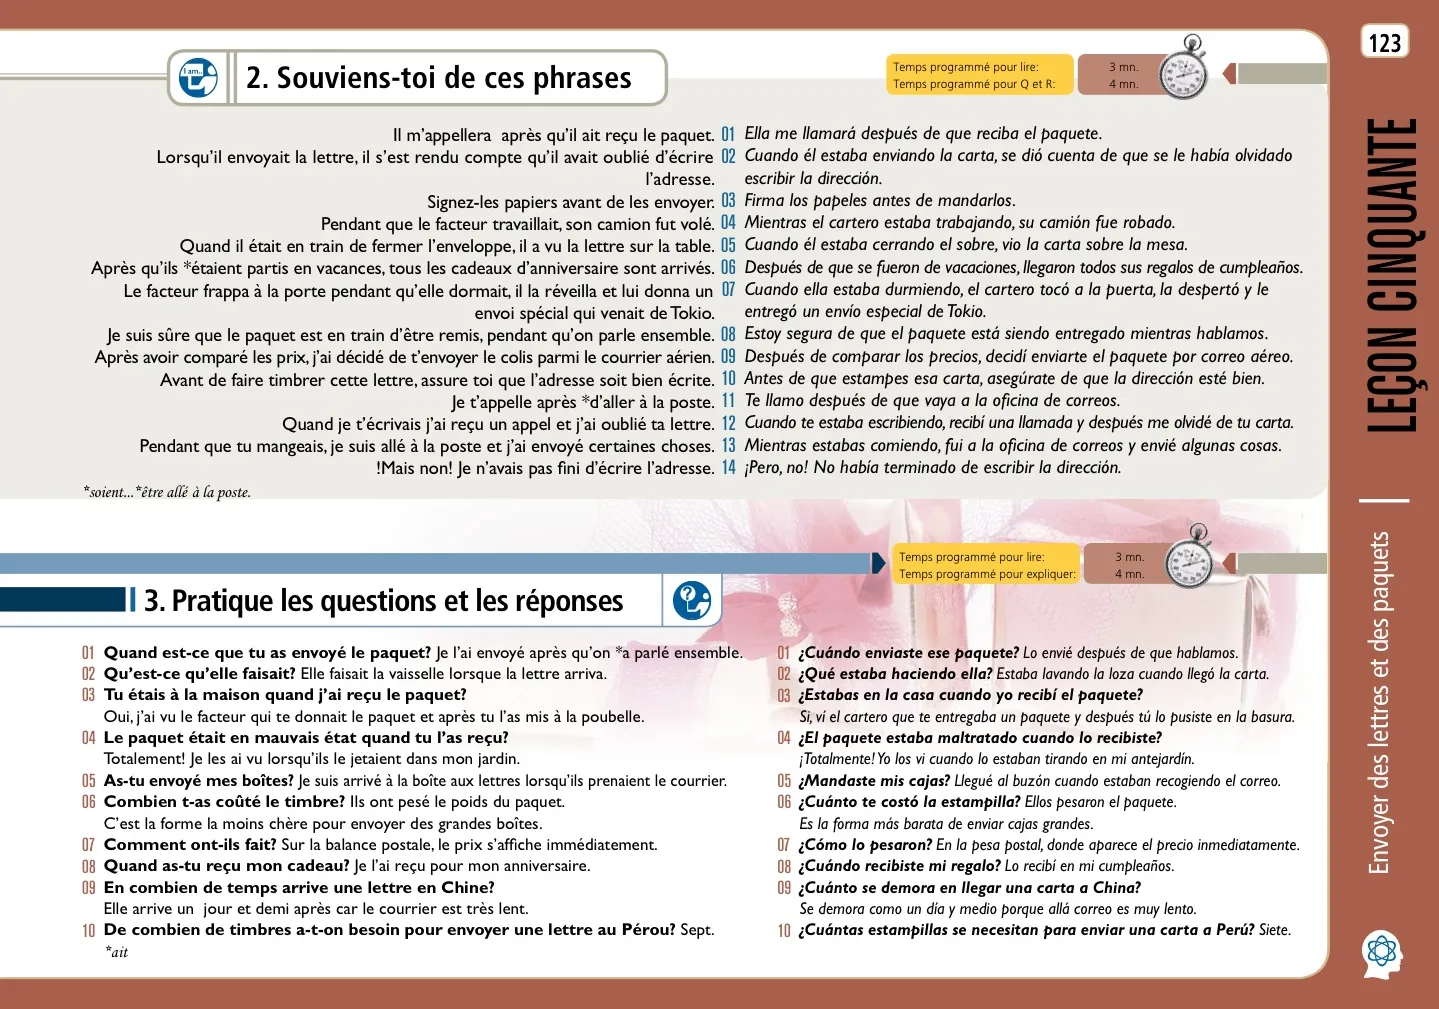 123
I am..
2. Souviens-toi de ces phrases
Temps programmé pour lire: 3 mn.
Temps programmé pour Q et R: 4 mn.
Il m’appellera après qu’il ait reçu le paquet. 01 Ella me llamará después de que reciba el paquete.
Lorsqu’il envoyait la lettre, il s’est rendu compte qu’il avait oublié d’écrire 02 Cuando él estaba enviando la carta, se dió cuenta de que se le había olvidado
l’adresse. escribir la dirección.
Signez-les papiers avant de les envoyer. 03 Firma los papeles antes de mandarlos.
Pendant que le facteur travaillait, son camion fut volé. 04 Mientras el cartero estaba trabajando, su camión fue robado.
Quand il était en train de fermer l’enveloppe, il a vu la lettre sur la table. 05 Cuando él estaba cerrando el sobre, vio la carta sobre la mesa.
Après qu’ils *étaient partis en vacances, tous les cadeaux d’anniversaire sont arrivés. 06 Después de que se fueron de vacaciones, llegaron todos sus regalos de cumpleaños.
Le facteur frappa à la porte pendant qu’elle dormait, il la réveilla et lui donna un 07 Cuando ella estaba durmiendo, el cartero tocó a la puerta, la despertó y le
envoi spécial qui venait de Tokio. entregó un envío especial de Tokio.
Je suis sûre que le paquet est en train d’être remis, pendant qu’on parle ensemble. 08 Estoy segura de que el paquete está siendo entregado mientras hablamos.
Après avoir comparé les prix, j’ai décidé de t’envoyer le colis parmi le courrier aérien. 09 Después de comparar los precios, decidí enviarte el paquete por correo aéreo.
Avant de faire timbrer cette lettre, assure toi que l’adresse soit bien écrite. 10 Antes de que estampes esa carta, asegúrate de que la dirección esté bien.
Je t’appelle après *d’aller à la poste. 11 Te llamo después de que vaya a la oficina de correos.
Quand je t’écrivais j’ai reçu un appel et j’ai oublié ta lettre. 12 Cuando te estaba escribiendo, recibí una llamada y después me olvidé de tu carta.
Pendant que tu mangeais, je suis allé à la poste et j’ai envoyé certaines choses. 13 Mientras estabas comiendo, fui a la oficina de correos y envié algunas cosas.
!Mais non! Je n’avais pas fini d’écrire l’adresse. 14 ¡Pero, no! No había terminado de escribir la dirección.
*soient...*être allé à la poste.
LEÇON CINQUANTE
Envoyer des lettres et des paquets
Temps programmé pour lire: 3 mn.
Temps programmé pour expliquer: 4 mn.
3. Pratique les questions et les réponses
01 Quand est-ce que tu as envoyé le paquet? Je l’ai envoyé après qu’on *a parlé ensemble.
02 Qu’est-ce qu’elle faisait? Elle faisait la vaisselle lorsque la lettre arriva.
03 Tu étais à la maison quand j’ai reçu le paquet?
Oui, j’ai vu le facteur qui te donnait le paquet et après tu l’as mis à la poubelle.
04 Le paquet était en mauvais état quand tu l’as reçu?
Totalement! Je les ai vu lorsqu’ils le jetaient dans mon jardin.
05 As-tu envoyé mes boîtes? Je suis arrivé à la boîte aux lettres lorsqu’ils prenaient le courrier.
06 Combien t-as coûté le timbre? Ils ont pesé le poids du paquet.
C’est la forme la moins chère pour envoyer des grandes boîtes.
07 Comment ont-ils fait? Sur la balance postale, le prix s’affiche immédiatement.
08 Quand as-tu reçu mon cadeau? Je l’ai reçu pour mon anniversaire.
09 En combien de temps arrive une lettre en Chine?
Elle arrive un jour et demi après car le courrier est très lent.
10 De combien de timbres a-t-on besoin pour envoyer une lettre au Pérou? Sept.
*ait
01 ¿Cuándo enviaste ese paquete? Lo envié después de que hablamos.
02 ¿Qué estaba haciendo ella? Estaba lavando la loza cuando llegó la carta.
03 ¿Estabas en la casa cuando yo recibí el paquete?
Si, ví el cartero que te entregaba un paquete y después tú lo pusiste en la basura.
04 ¿El paquete estaba maltratado cuando lo recibiste?
¡Totalmente! Yo los vi cuando lo estaban tirando en mi antejardín.
05 ¿Mandaste mis cajas? Llegué al buzón cuando estaban recogiendo el correo.
06 ¿Cuánto te costó la estampilla? Ellos pesaron el paquete.
Es la forma más barata de enviar cajas grandes.
07 ¿Cómo lo pesaron? En la pesa postal, donde aparece el precio inmediatamente.
08 ¿Cuándo recibiste mi regalo? Lo recibí en mi cumpleaños.
09 ¿Cuánto se demora en llegar una carta a China?
Se demora como un día y medio porque allá correo es muy lento.
10 ¿Cuántas estampillas se necesitan para enviar una carta a Perú? Siete.